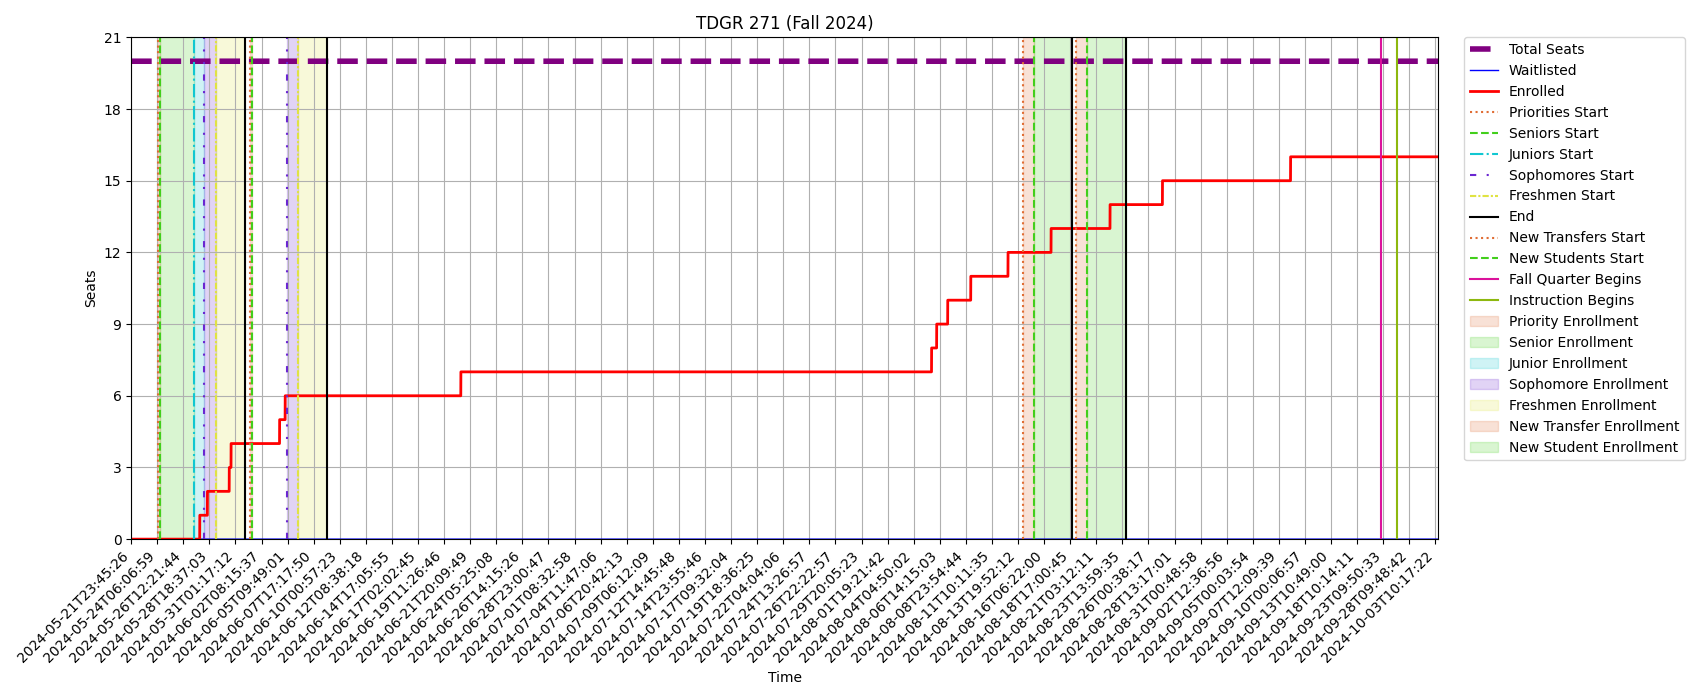 TDGR 271 (Fall 2024)
21
18
15
12
9
6
3
0
Seats
2024-05-21T23:45:26
2024-05-24T06:06:59
2024-05-26T12:21:44
2024-05-28T18:37:03
2024-05-31T01:17:12
2024-06-02T08:15:37
2024-06-05T09:49:01
2024-06-07T17:17:50
2024-06-10T00:57:23
2024-06-12T08:38:18
2024-06-14T17:05:55
2024-06-17T03:02:45
2024-06-19T11:26:46
2024-06-21T20:09:49
2024-06-24T05:25:08
2024-06-26T14:15:26
2024-06-28T23:00:47
2024-07-01T08:32:58
2024-07-04T11:47:06
2024-07-06T20:42:13
2024-07-09T06:12:09
2024-07-12T14:45:48
2024-07-14T23:55:46
2024-07-17T09:32:04
2024-07-19T18:36:25
2024-07-22T04:04:06
2024-07-24T13:26:57
2024-07-26T22:22:57
2024-07-29T20:05:23
2024-08-01T19:21:42
2024-08-04T04:50:02
2024-08-06T14:15:03
2024-08-08T23:54:44
2024-08-11T10:11:35
2024-08-13T19:52:12
2024-08-16T06:22:00
2024-08-18T17:00:45
2024-08-21T03:12:11
2024-08-23T13:59:35
2024-08-26T00:38:17
2024-08-28T13:17:01
2024-08-31T00:48:58
2024-09-02T12:36:56
2024-09-05T00:03:54
2024-09-07T12:09:39
2024-09-10T00:06:57
2024-09-13T10:49:00
2024-09-18T10:14:11
2024-09-23T09:50:33
2024-09-28T09:48:42
2024-10-03T10:17:22
Time
Total Seats
Waitlisted
Enrolled
Priorities Start
Seniors Start
Juniors Start
Sophomores Start
Freshmen Start
End
New Transfers Start
New Students Start
Fall Quarter Begins
Instruction Begins
Priority Enrollment
Senior Enrollment
Junior Enrollment
Sophomore Enrollment
Freshmen Enrollment
New Transfer Enrollment
New Student Enrollment